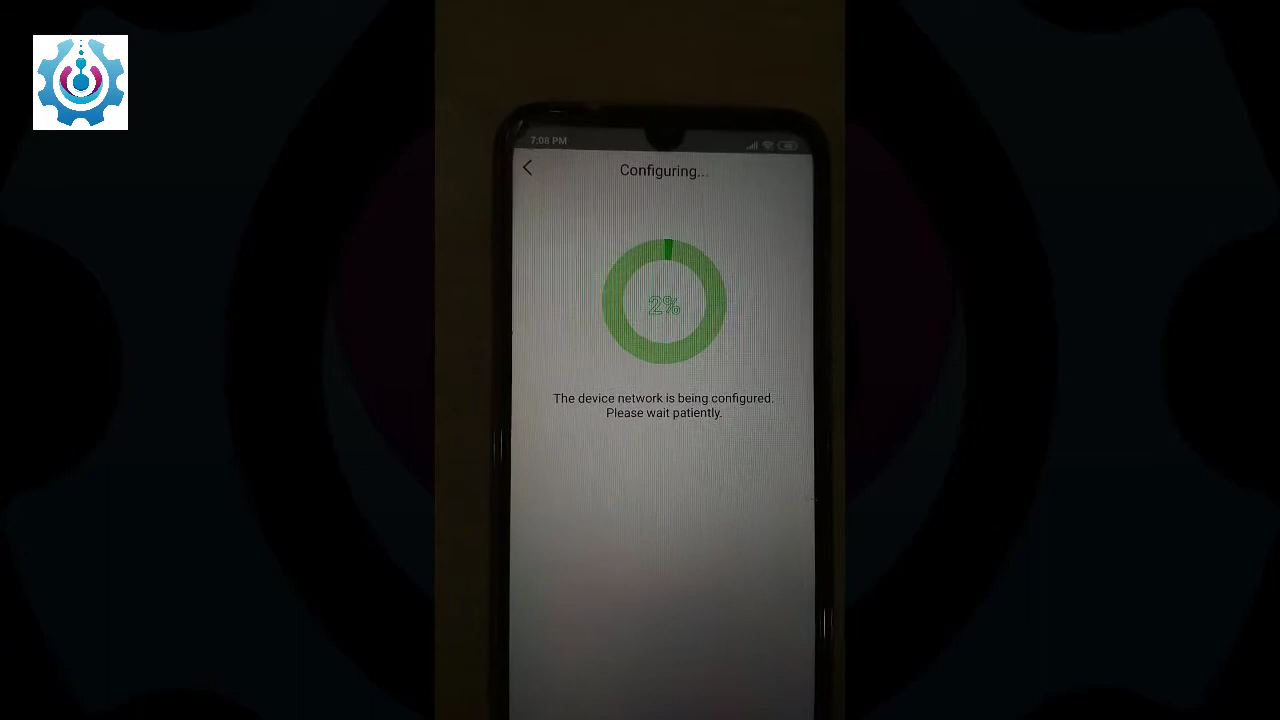 7:08 PM
Configuring...
2%
The device network is being configured.
Please wait patiently.